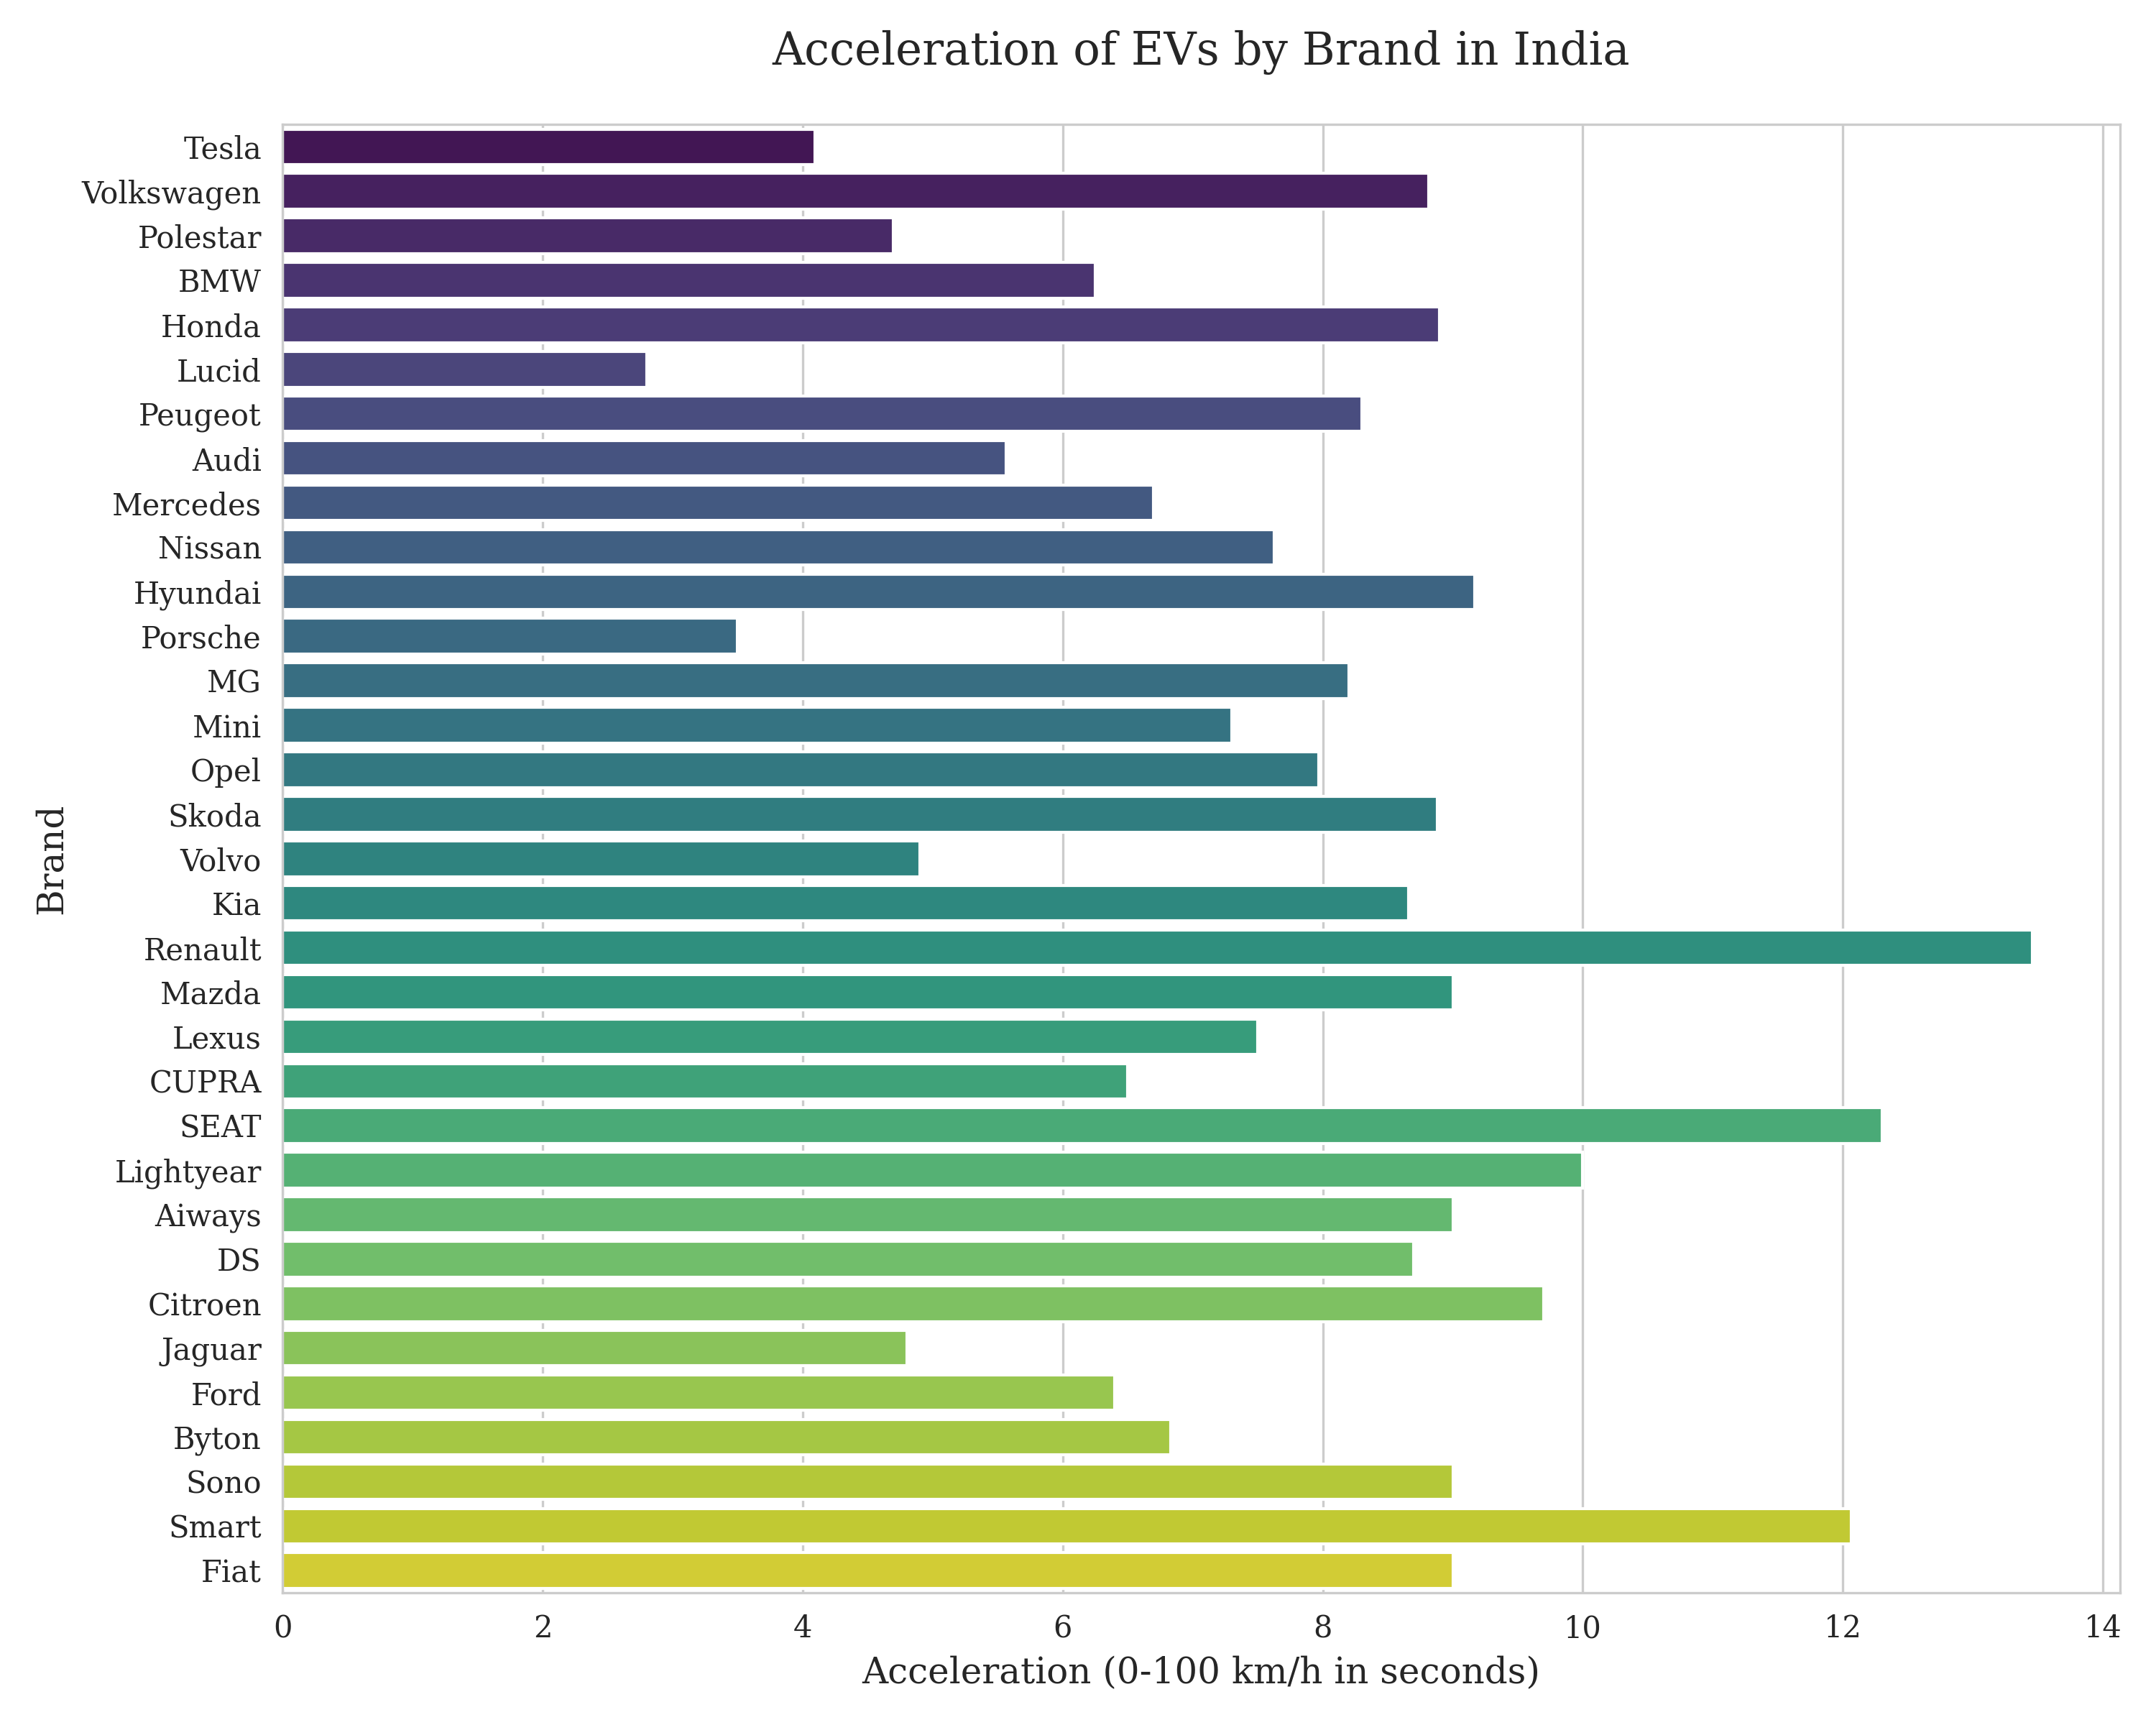 Acceleration of EVs by Brand in India
Brand
Tesla
Volkswagen
Polestar
BMW
Honda
Lucid
Peugeot
Audi
Mercedes
Nissan
Hyundai
Porsche
MG
Mini
Opel
Skoda
Volvo
Kia
Renault
Mazda
Lexus
CUPRA
SEAT
Lightyear
Aiways
DS
Citroen
Jaguar
Ford
Byton
Sono
Smart
Fiat
0 2 4 6 8 10 12 14
Acceleration (0-100 km/h in seconds)